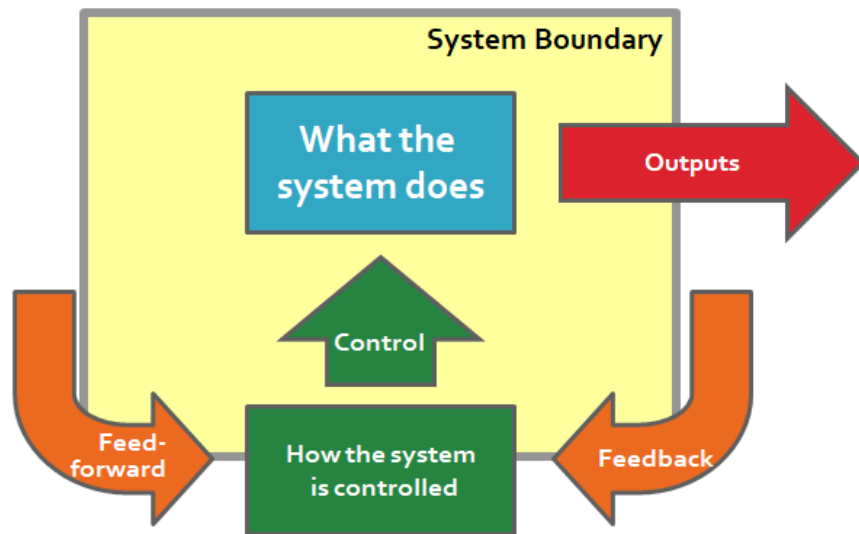 System Boundary
What the
system does
Outputs
Control
Feed-
forward
How the system
is controlled
Feedback